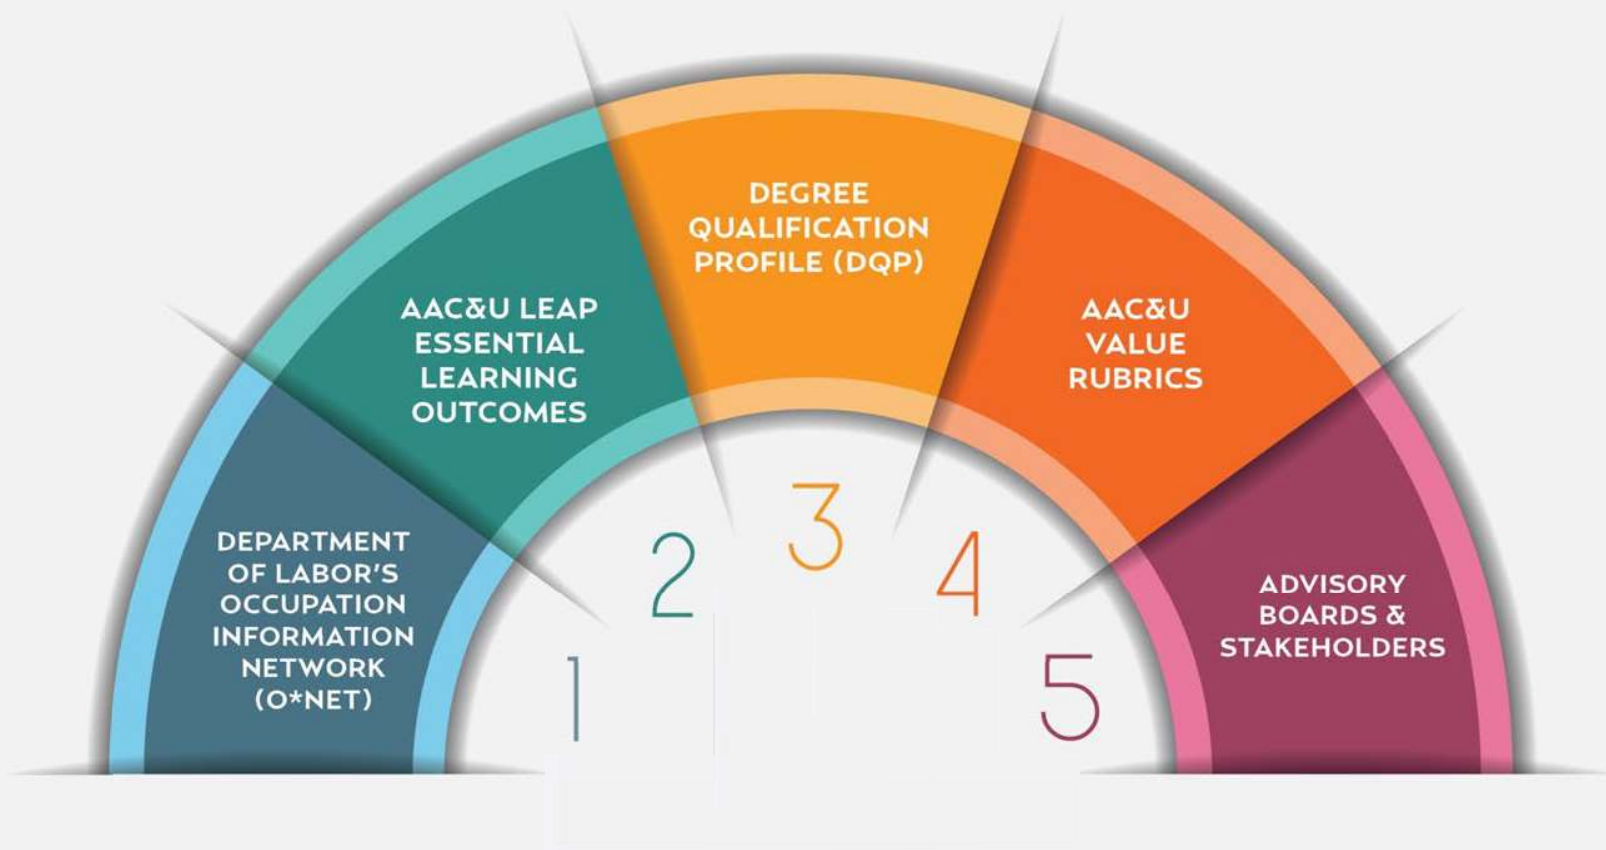 DEPARTMENT
OF LABOR'S
OCCUPATION
INFORMATION
NETWORK
(O*NET)
1
AAC&U LEAP
ESSENTIAL
LEARNING
OUTCOMES
2
DEGREE
QUALIFICATION
PROFILE (DQP)
3
AAC&U
VALUE
RUBRICS
4
ADVISORY
BOARDS &
STAKEHOLDERS
5